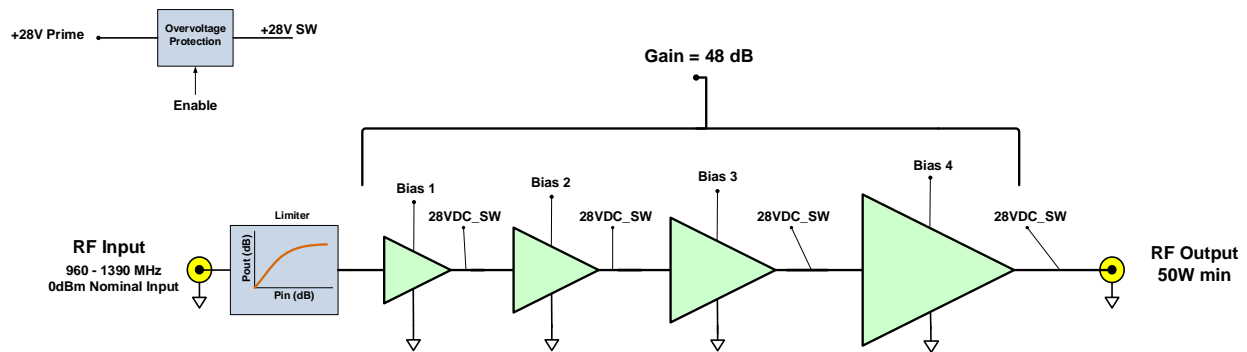 +28V Prime
Overvoltage
Protection
+28V SW
Enable
Gain = 48 dB
Bias 1
Bias 2
Bias 3
Bias 4
28VDC_SW
28VDC_SW
28VDC_SW
28VDC_SW
Limiter
Pout (dB)
Pin (dB)
RF Input
960 - 1390 MHz
0dBm Nominal Input
RF Output
50W min